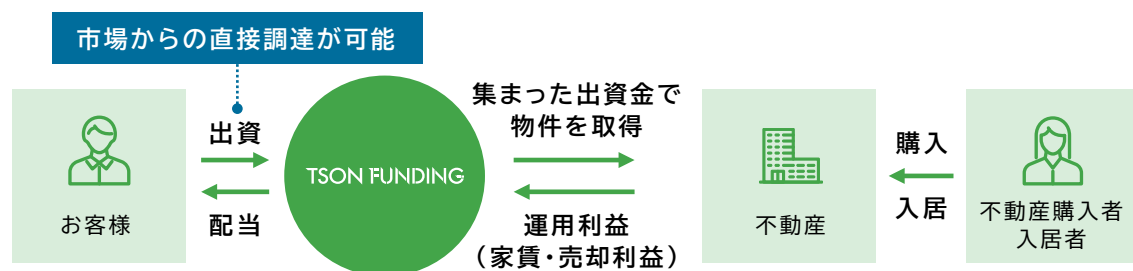 市場からの直接調達が可能
出資
配当
お客様
TSON FUNDING
集まった出資金で
物件を取得
運用利益
（家賃・売却利益）
不動産
購入
入居
不動産購入者
入居者